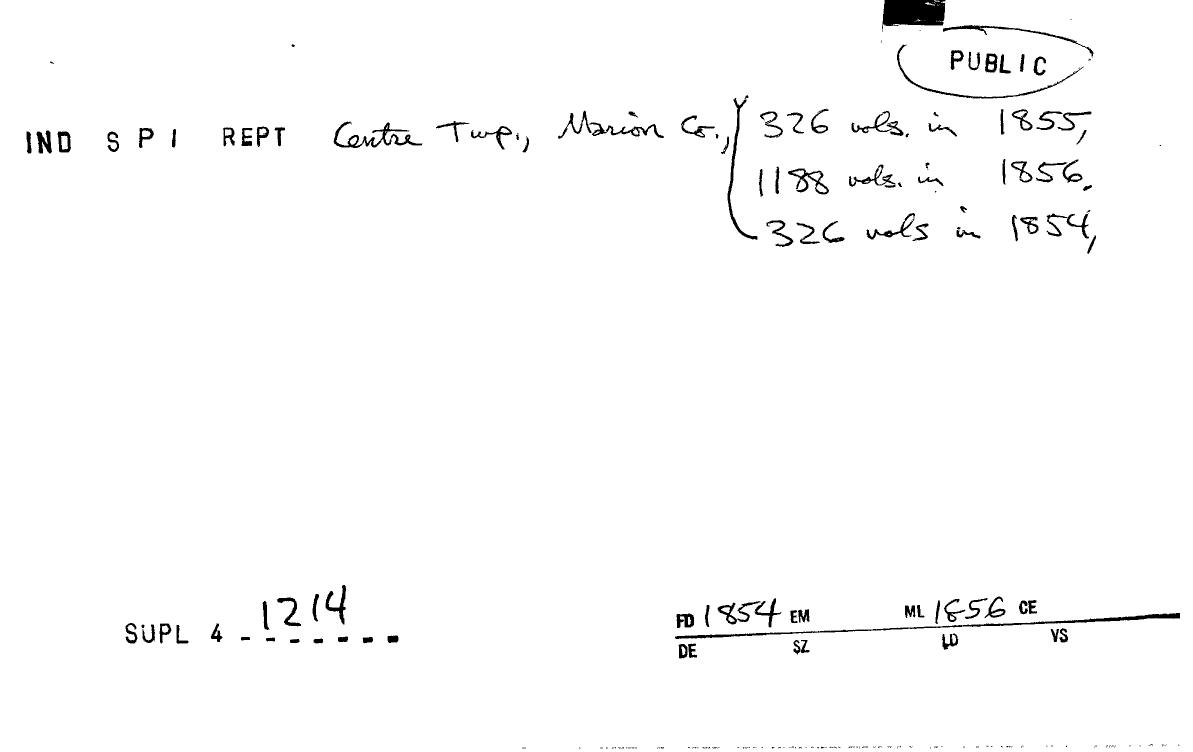 PUBLIC
IND S P I REPT Centre Twp., Marion Co., 326 vols. in 1855,
1188 vols. in 1856.
326 vols in 1854,
SUPL 4 - 1214
FD 1854 EM ML 1856 CE
DE SZ LD VS